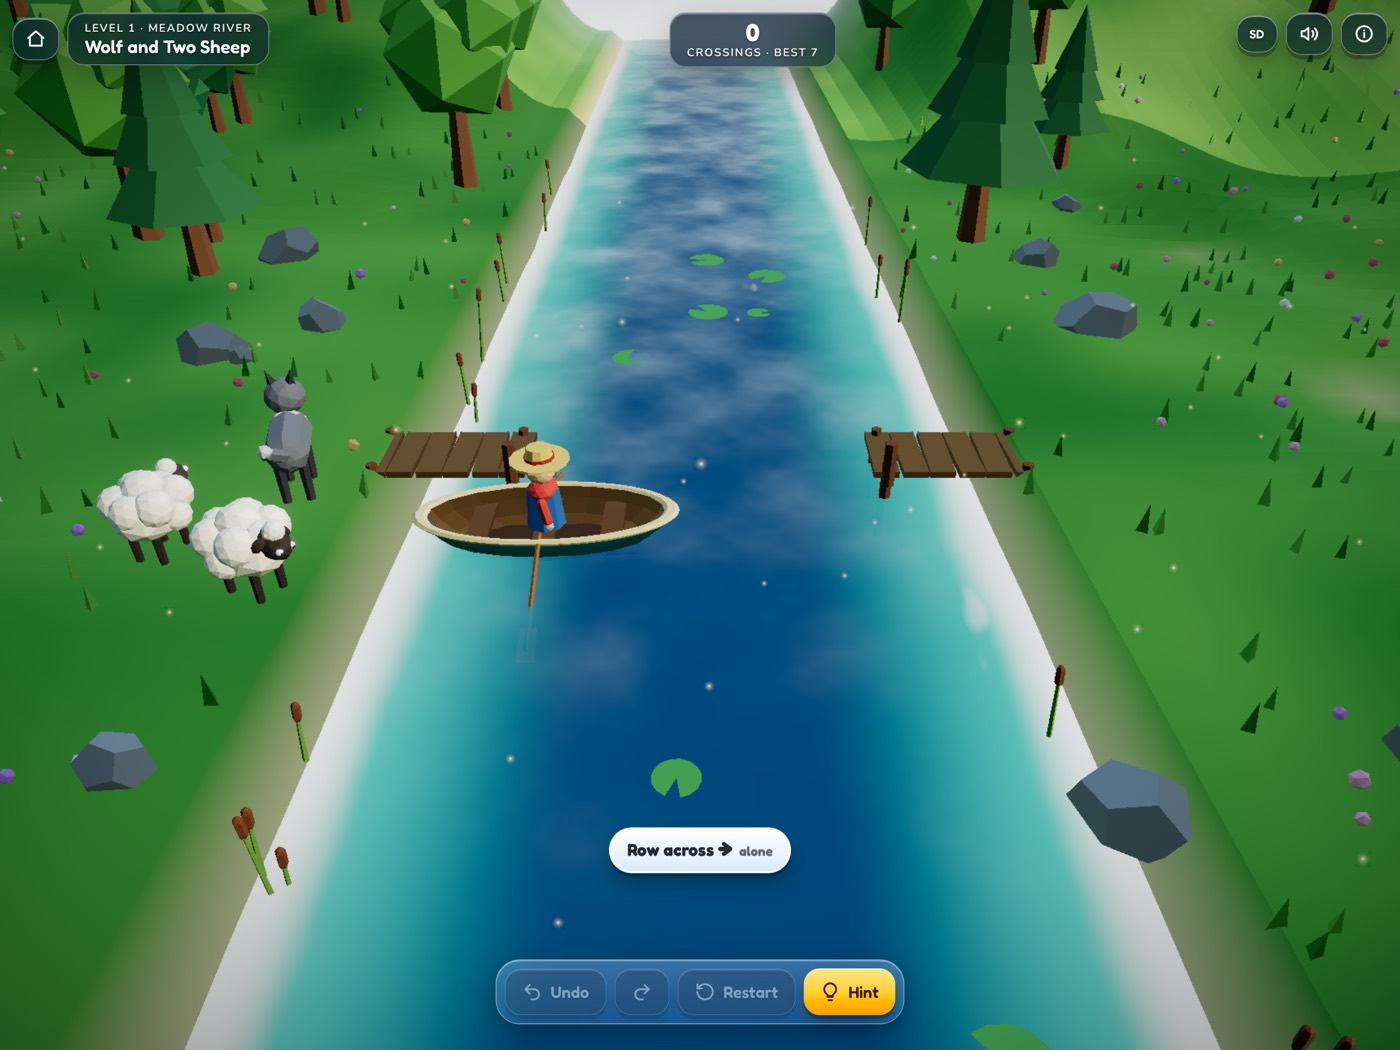 LEVEL 1 · MEADOW RIVER
Wolf and Two Sheep
0
CROSSINGS · BEST 7
SD
Row across → alone
Undo
Restart
Hint